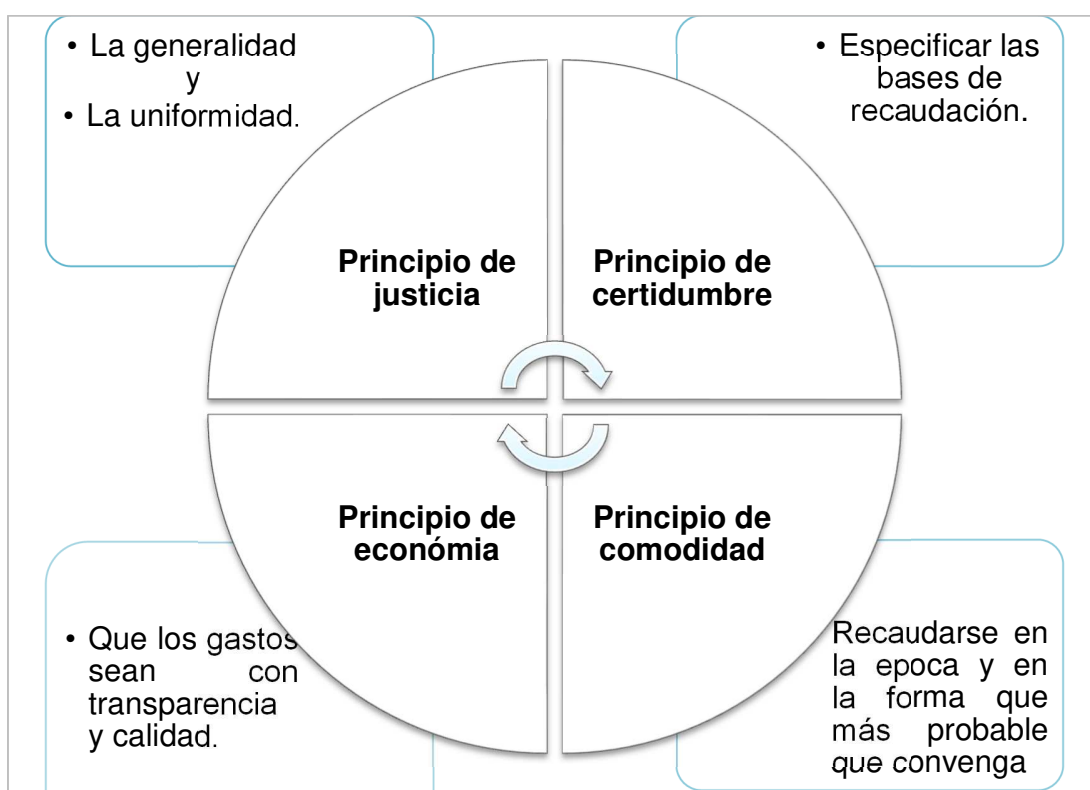 • La generalidad
y
• La uniformidad.
• Especificar las
bases de
recaudación.
Principio de
justicia
Principio de
certidumbre
Principio de
económia
Principio de
comodidad
• Que los gastos
sean con
transparencia
y calidad.
Recaudarse en
la epoca y en
la forma que
más probable
que convenga